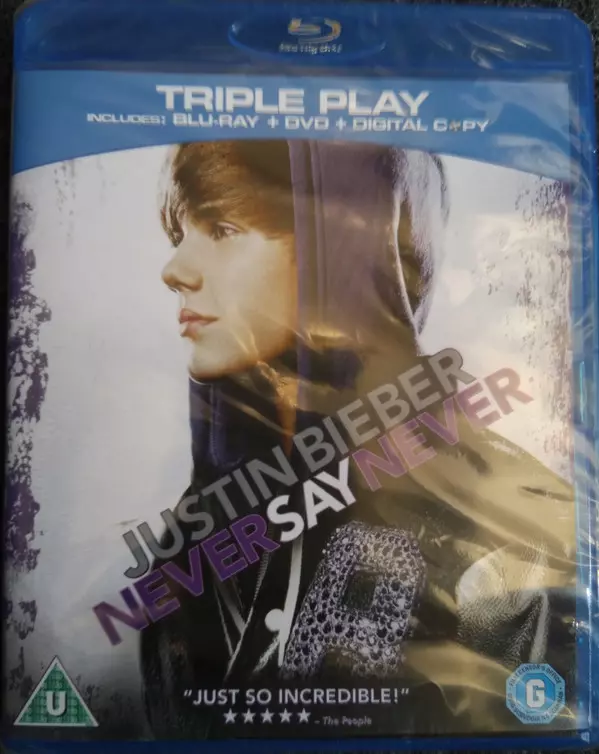 TRIPLE PLAY
INCLUDES: BLU-RAY + DVD + DIGITAL COPY
JUSTIN BIEBER
NEVER SAY NEVER
B
"JUST SO INCREDIBLE!"
★★★★★ – The People
U
G